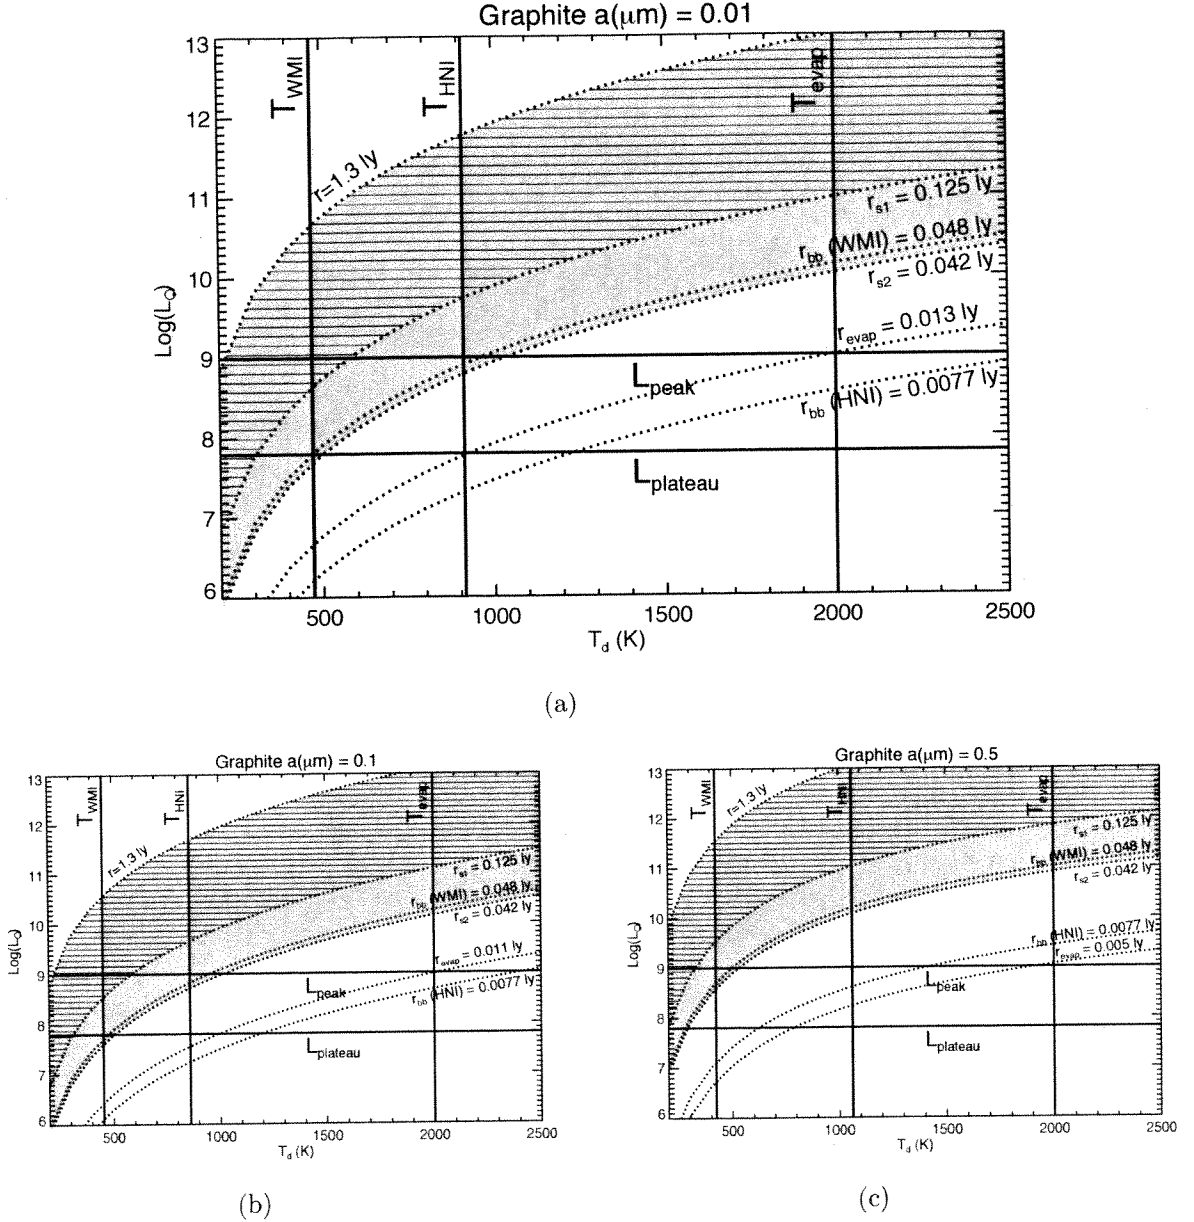 Graphite a(μm) = 0.01
13
12
11
10
9
8
7
6
Log(L☉)
T_WMI
T_HNI
T_evap
r=1.3 ly
r_s1 = 0.125 ly
r_bb (WMI) = 0.048 ly
r_s2 = 0.042 ly
r_evap = 0.013 ly
L_peak
r_bb (HNI) = 0.0077 ly
L_plateau
500 1000 1500 2000 2500
T_d (K)
(a)
Graphite a(μm) = 0.1
13
12
11
10
9
8
7
6
Log(L☉)
T_WMI
T_HNI
T_evap
r=1.3 ly
r_s1 = 0.125 ly
r_bb (WMI) = 0.048 ly
r_s2 = 0.042 ly
r_evap = 0.011 ly
L_peak
r_bb (HNI) = 0.0077 ly
L_plateau
500 1000 1500 2000 2500
T_d (K)
(b)
Graphite a(μm) = 0.5
13
12
11
10
9
8
7
6
Log(L☉)
T_WMI
T_HNI
T_evap
r=1.3 ly
r_s1 = 0.125 ly
r_bb (WMI) = 0.048 ly
r_s2 = 0.042 ly
r_bb (HNI) = 0.0077 ly
r_evap = 0.005 ly
L_peak
L_plateau
500 1000 1500 2000 2500
T_d (K)
(c)